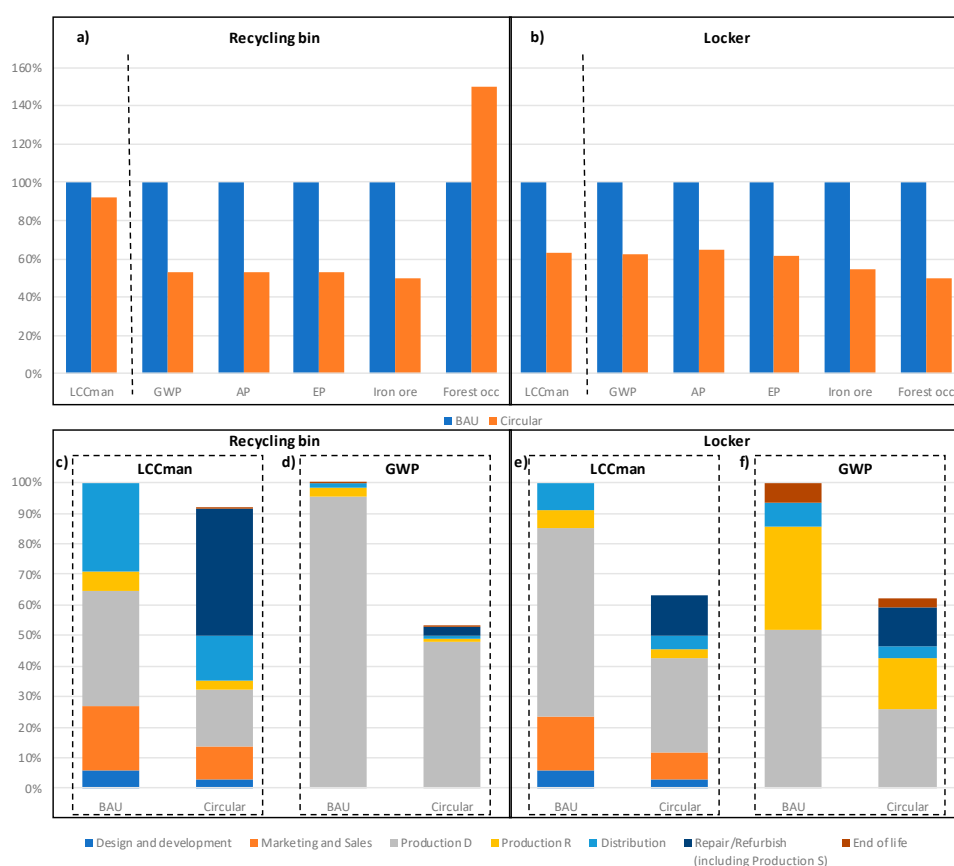 a)
Recycling bin
b)
Locker
160%
140%
120%
100%
80%
60%
40%
20%
0%
LCCman GWP AP EP Iron ore Forest occ LCCman GWP AP EP Iron ore Forest occ
BAU Circular
Recycling bin Locker
c) LCCman d) GWP e) LCCman f) GWP
100%
90%
80%
70%
60%
50%
40%
30%
20%
10%
0%
BAU Circular BAU Circular BAU Circular BAU Circular
Design and development Marketing and Sales Production D Production R Distribution Repair/Refurbish End of life
(including Production S)